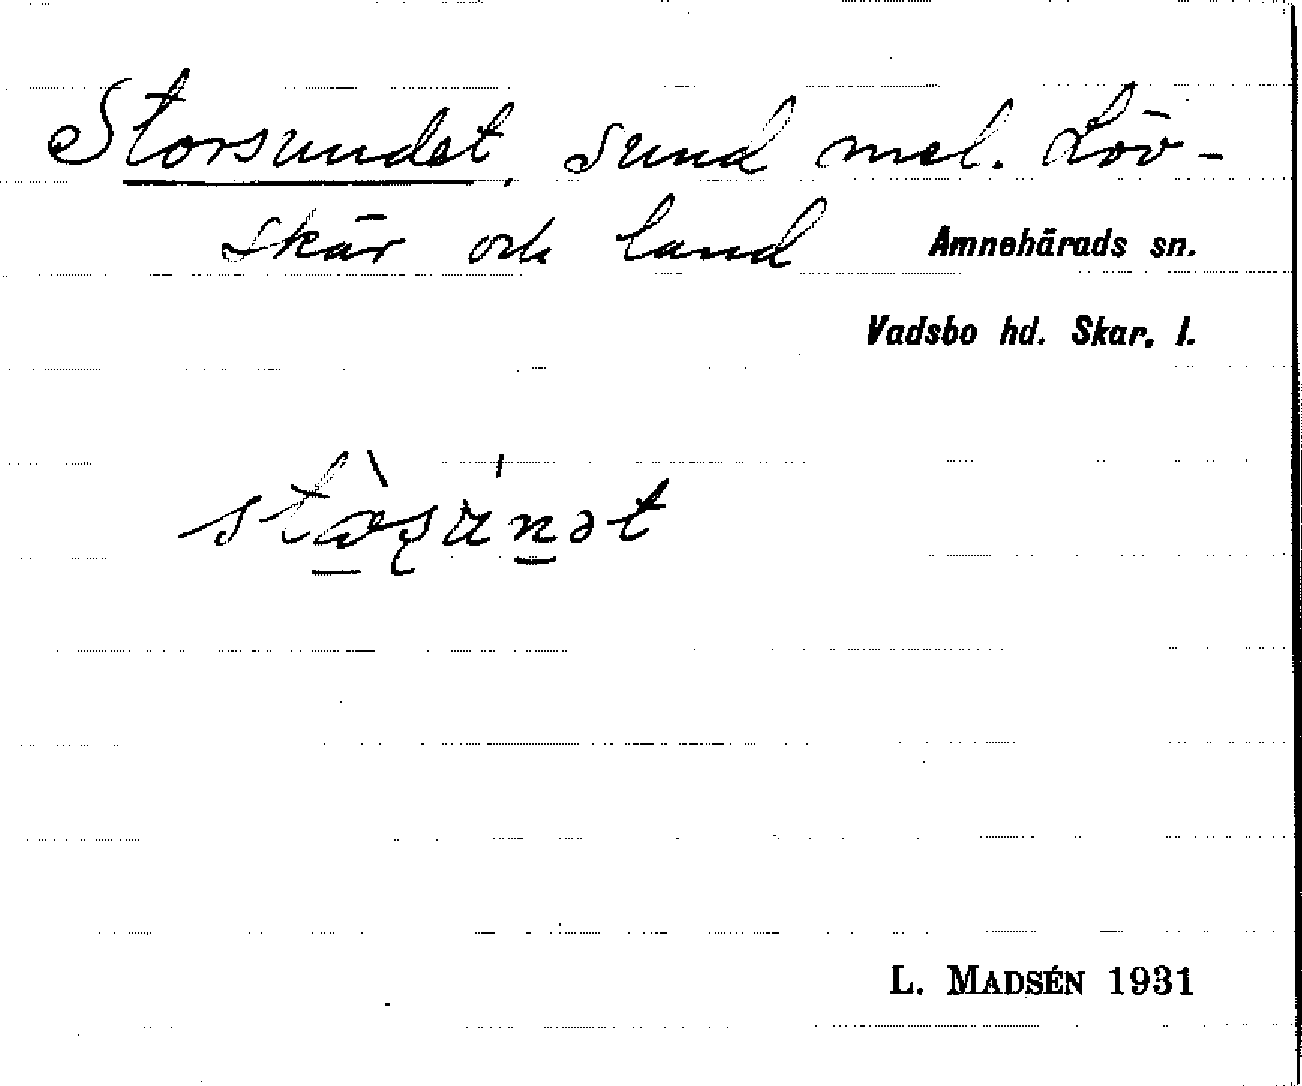 Storsundet, sund mel. Löv-
skär och land
Amnehärads sn.
Vadsbo hd. Skar. l.
L. MADSÉN 1931